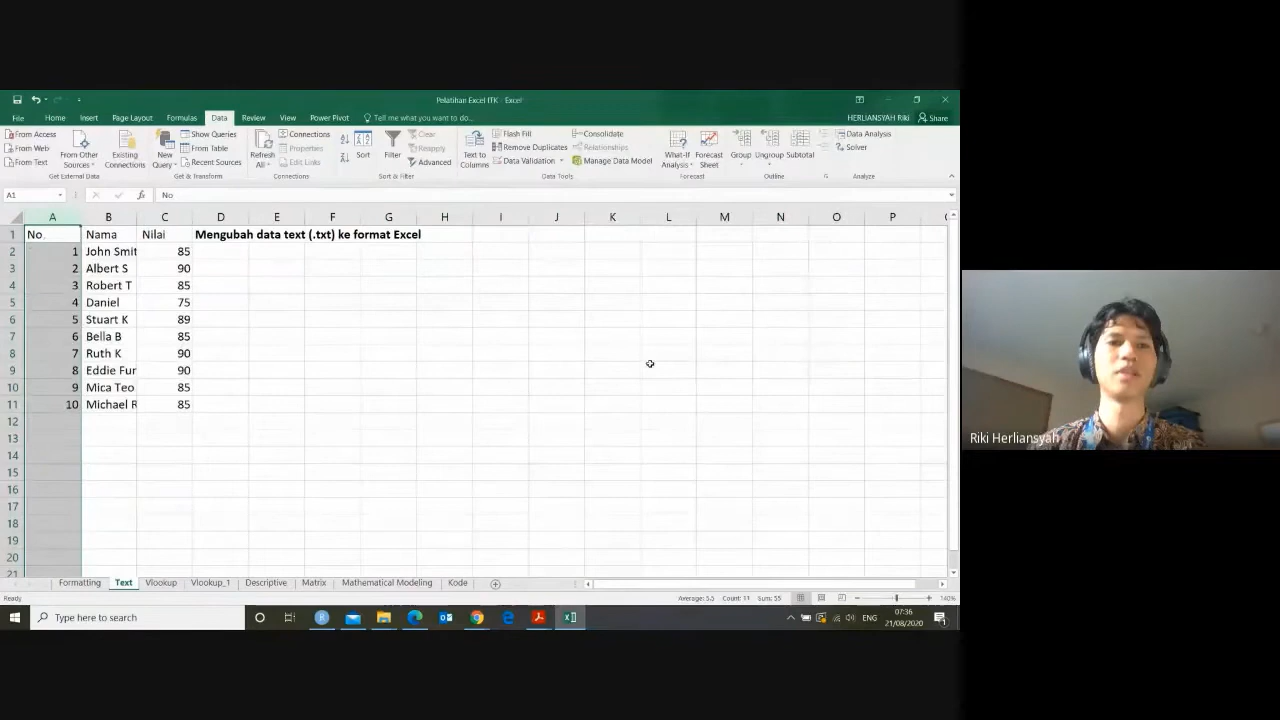 Pelatihan Excel ITK - Excel
File Home Insert Page Layout Formulas Data Review View Power Pivot Tell me what you want to do... HERLIANSYAH Riki Share
From Access
From Web
From Text
From Other Sources
Existing Connections
Get External Data
New Query
Show Queries
From Table
Recent Sources
Get & Transform
Refresh All
Connections
Properties
Edit Links
Connections
Sort
Filter
Clear
Reapply
Advanced
Sort & Filter
Text to Columns
Flash Fill
Remove Duplicates
Data Validation
Consolidate
Relationships
Manage Data Model
Data Tools
What-If Analysis
Forecast Sheet
Forecast
Group
Ungroup
Subtotal
Outline
Data Analysis
Solver
Analyze
A1 fx No
A B C D E F G H I J K L M N O P
1 No. Nama Nilai Mengubah data text (.txt) ke format Excel
2 1 John Smit 85
3 2 Albert S 90
4 3 Robert T 85
5 4 Daniel 75
6 5 Stuart K 89
7 6 Bella B 85
8 7 Ruth K 90
9 8 Eddie Fur 90
10 9 Mica Teo 85
11 10 Michael R 85
12
13
14
15
16
17
18
19
20
21
Formatting Text Vlookup Vlookup_1 Descriptive Matrix Mathematical Modeling Kode
Ready Average: 5.5 Count: 11 Sum: 55 140%
Type here to search
ENG
07:36
21/08/2020
Riki Herliansyah